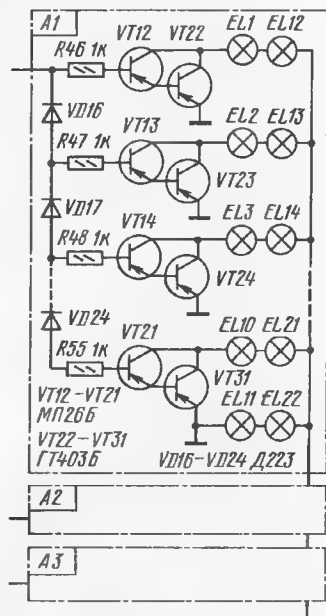 A1
VT12 VT22 EL1 EL12
R46 1к
VD16
VT13 EL2 EL13
R47 1к
VT23
VD17
VT14 EL3 EL14
R48 1к
VT24
VD24
VT21 EL10 EL21
R55 1к
VT31
VT12-VT21
МП26Б
EL11 EL22
VT22-VT31
ГТ403Б
VD16-VD24 Д223
A2
A3